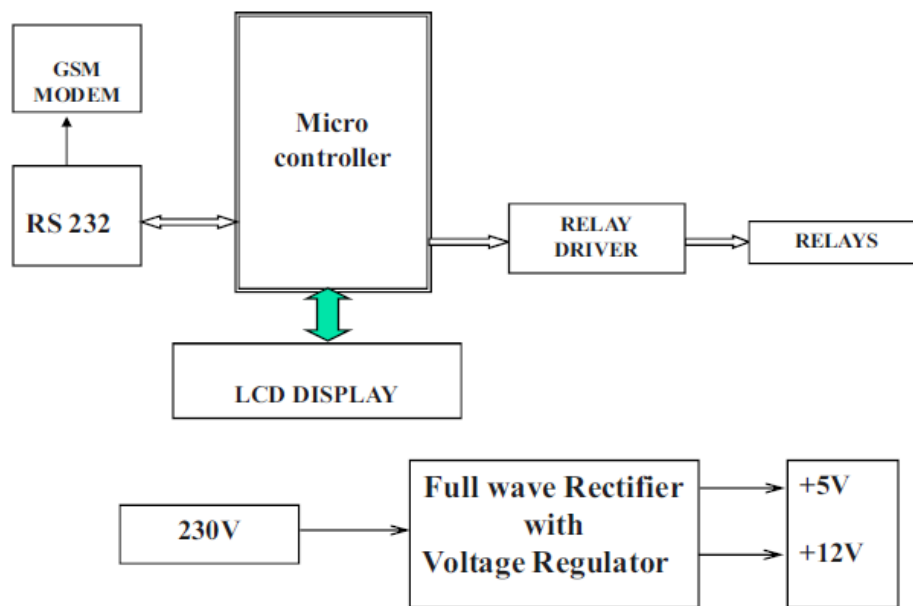 GSM
MODEM
Micro
controller
RS 232
RELAY
DRIVER
RELAYS
LCD DISPLAY
230V
Full wave Rectifier
with
Voltage Regulator
+5V
+12V